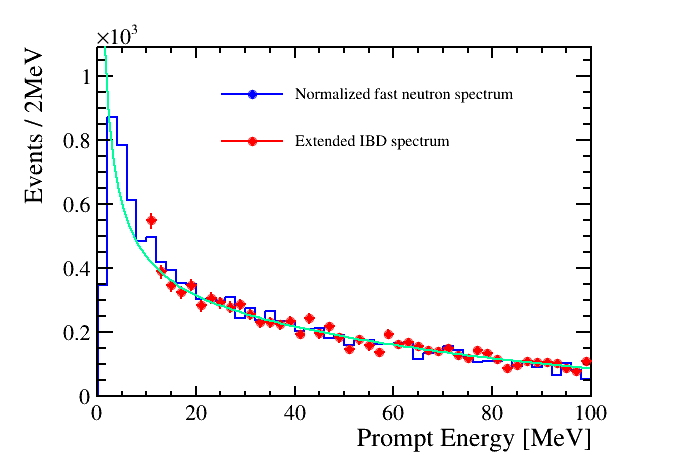 ×10³
Events / 2MeV
1
0.8
0.6
0.4
0.2
0
Normalized fast neutron spectrum
Extended IBD spectrum
0 20 40 60 80 100
Prompt Energy [MeV]